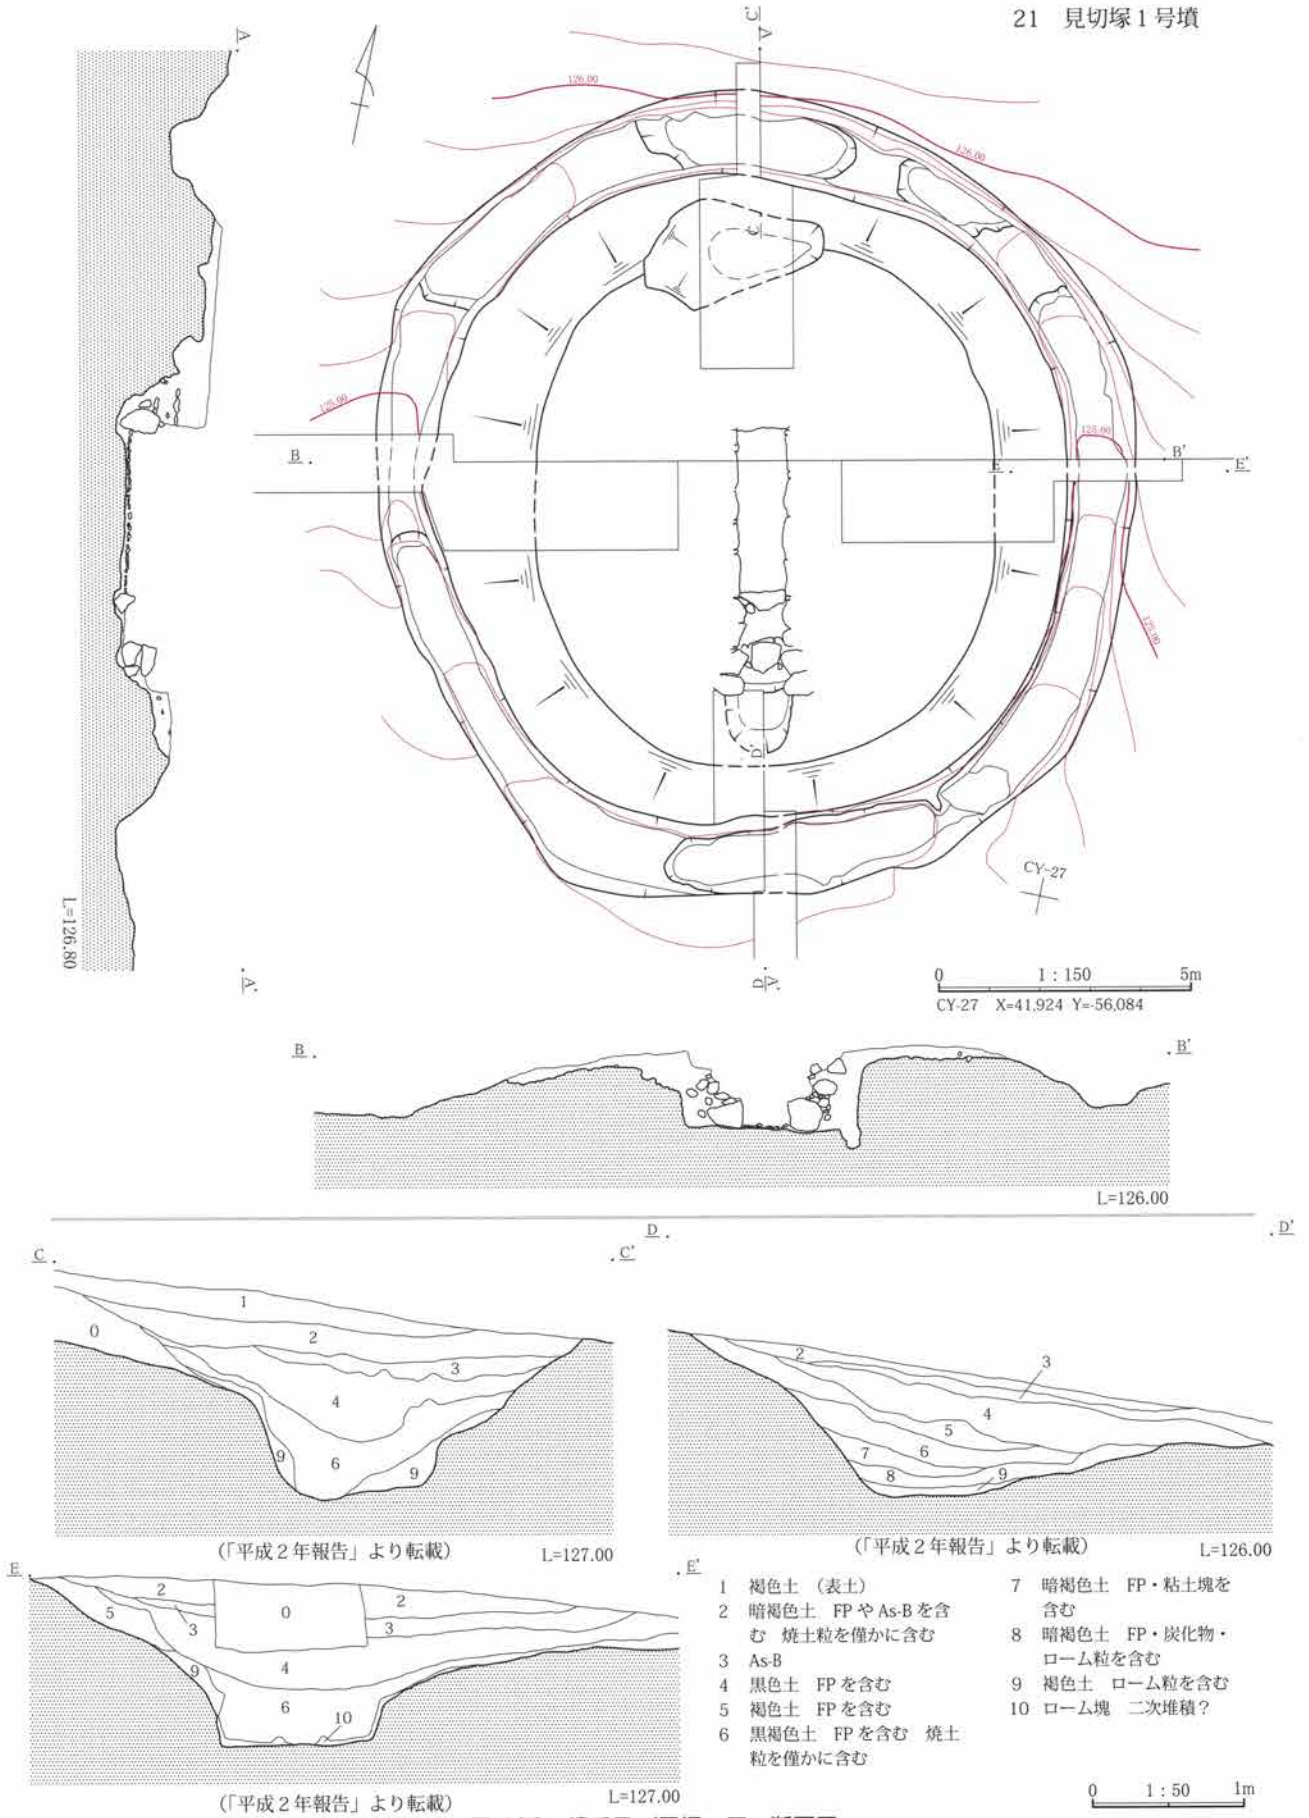 21 見切塚1号墳
A
C'
A
126.00
126.00
C
125.00
125.00
B
B'
E
E'
125.00
D'
CY-27
L=126.80
A'
D
A'
0 1:150 5m
CY-27 X=41,924 Y=-56,084
B
B'
L=126.00
D
D'
C
C'
1
0
2
3
4
9
6
9
(「平成2年報告」より転載)
L=127.00
2
3
4
5
6
7
8
9
(「平成2年報告」より転載)
L=126.00
E
E'
2
2
5
0
3
3
4
9
6
10
(「平成2年報告」より転載)
L=127.00
1 褐色土 (表土)
2 暗褐色土 FPやAs-Bを含
む 焼土粒を僅かに含む
3 As-B
4 黒色土 FPを含む
5 褐色土 FPを含む
6 黒褐色土 FPを含む 焼土
粒を僅かに含む
7 暗褐色土 FP・粘土塊を
含む
8 暗褐色土 FP・炭化物・
ローム粒を含む
9 褐色土 ローム粒を含む
10 ローム塊 二次堆積?
0 1:50 1m